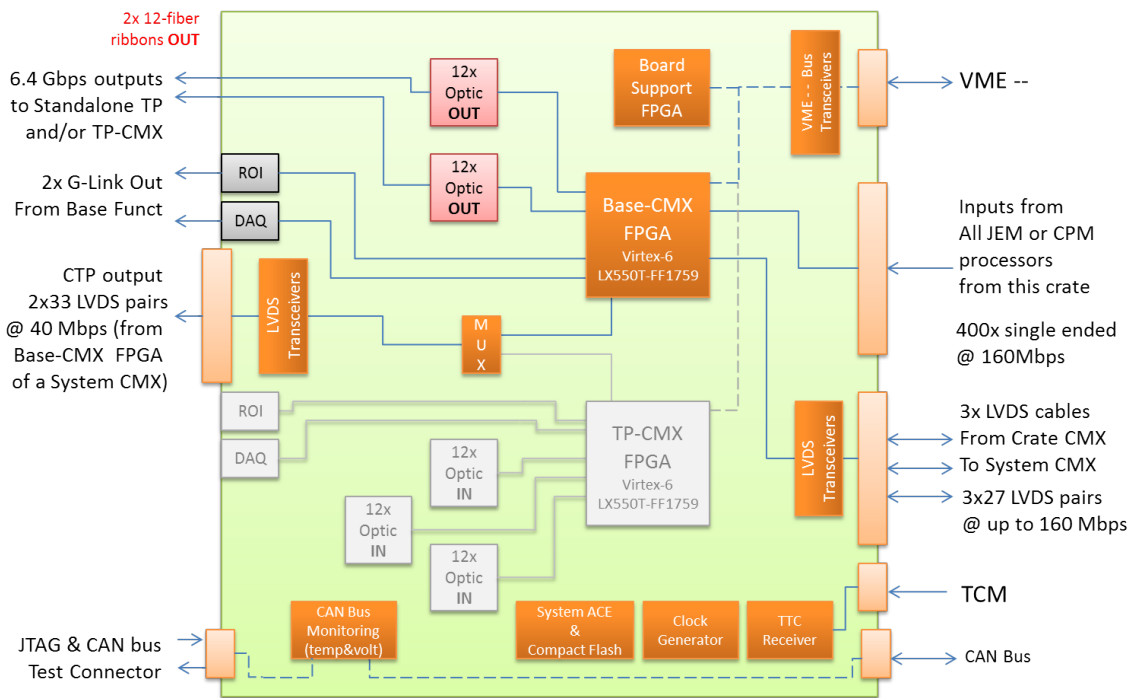 2x 12-fiber
ribbons OUT
6.4 Gbps outputs
to Standalone TP
and/or TP-CMX
12x
Optic
OUT
12x
Optic
OUT
Board
Support
FPGA
VME - - Bus
Transceivers
VME --
2x G-Link Out
From Base Funct
ROI
DAQ
Base-CMX
FPGA
Virtex-6
LX550T-FF1759
Inputs from
All JEM or CPM
processors
from this crate
400x single ended
@ 160Mbps
CTP output
2x33 LVDS pairs
@ 40 Mbps (from
Base-CMX FPGA
of a System CMX)
LVDS
Transceivers
M
U
X
ROI
DAQ
TP-CMX
FPGA
Virtex-6
LX550T-FF1759
12x
Optic
IN
12x
Optic
IN
12x
Optic
IN
LVDS
Transceivers
3x LVDS cables
From Crate CMX
To System CMX
3x27 LVDS pairs
@ up to 160 Mbps
TCM
CAN Bus
Monitoring
(temp&volt)
System ACE
&
Compact Flash
Clock
Generator
TTC
Receiver
JTAG & CAN bus
Test Connector
CAN Bus